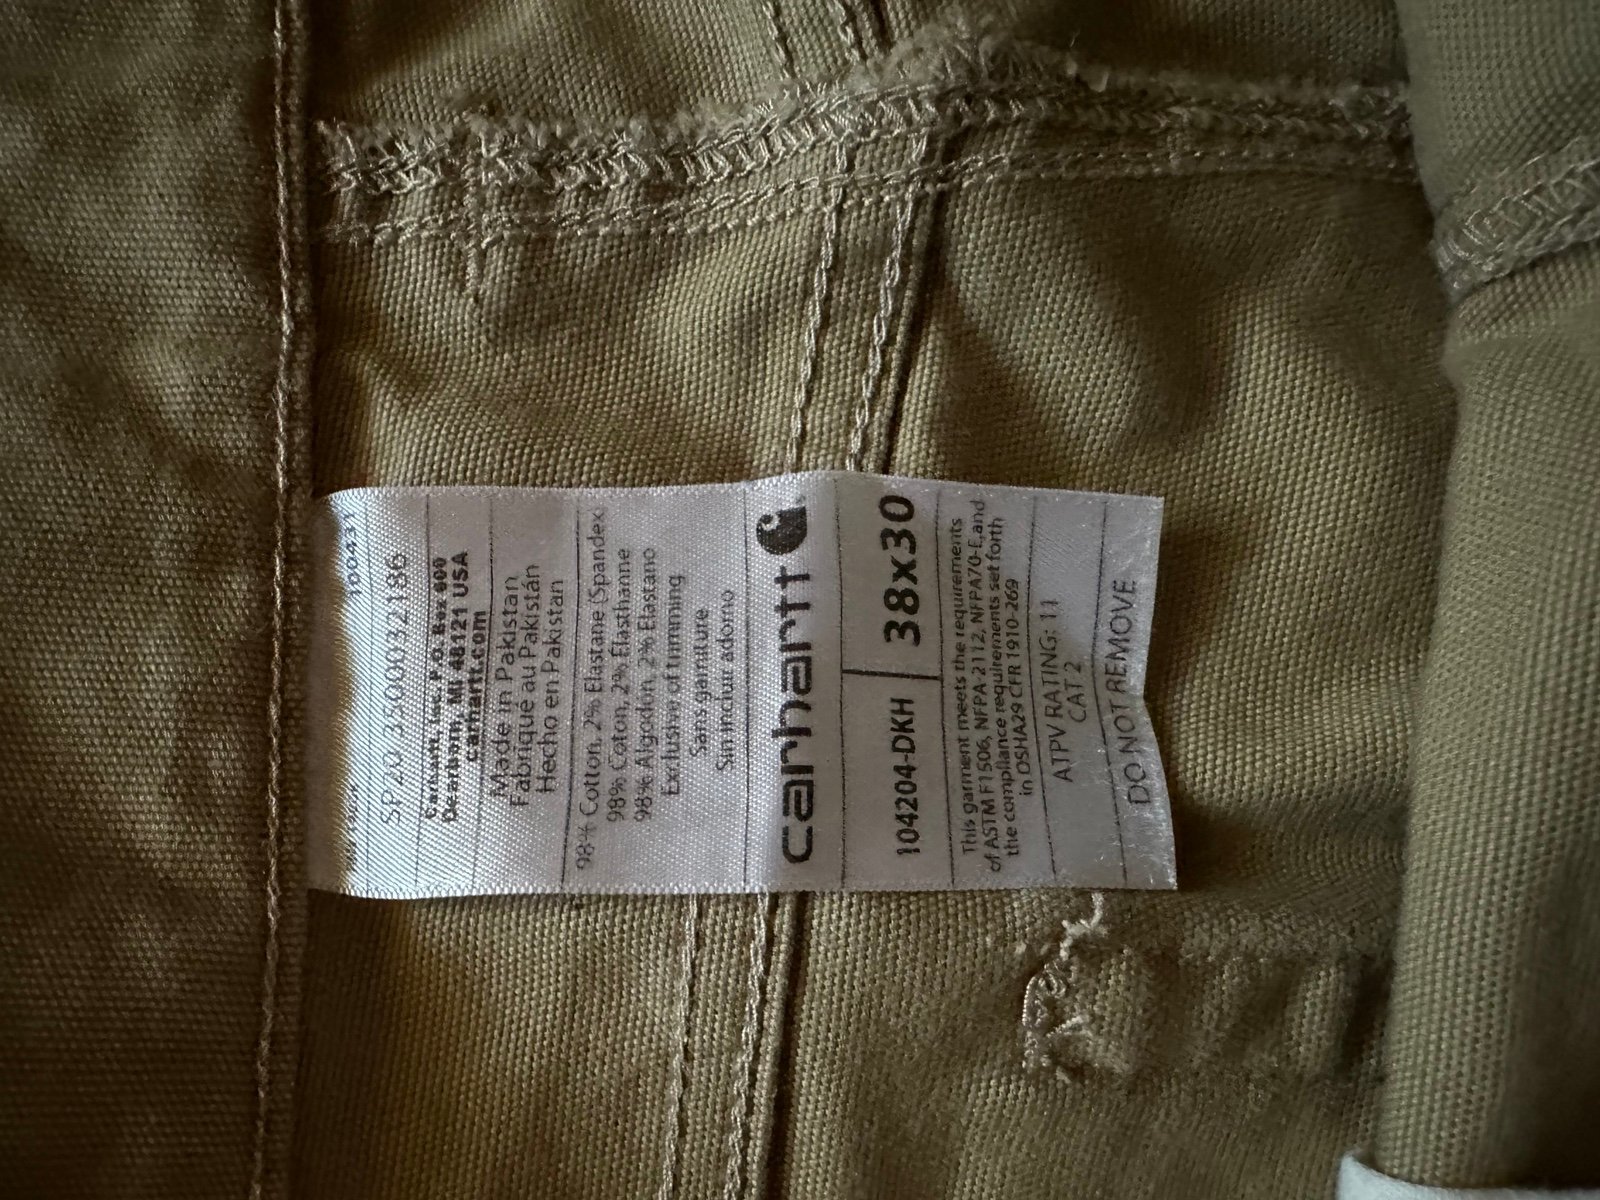 100431
SP20 3500032186
Carhartt, Inc. P.O. Box 600
Dearborn, MI 48121 USA
carhartt.com
Made in Pakistan
Fabriqué au Pakistán
Hecho en Pakistan
98% Cotton, 2% Elastane (Spandex
98% Coton, 2% Elasthanne
98% Algodon, 2% Elastano
Exclusive of trimming
Sans garniture
Sin incluir adorno
carhartt
104204-DKH 38x30
This garment meets the requirements
of ASTM F1506, NFPA 2112, NFPA70-E,and
the compliance requirements set forth
in OSHA29 CFR 1910-269
ATPV RATING: 11
CAT 2
DO NOT REMOVE